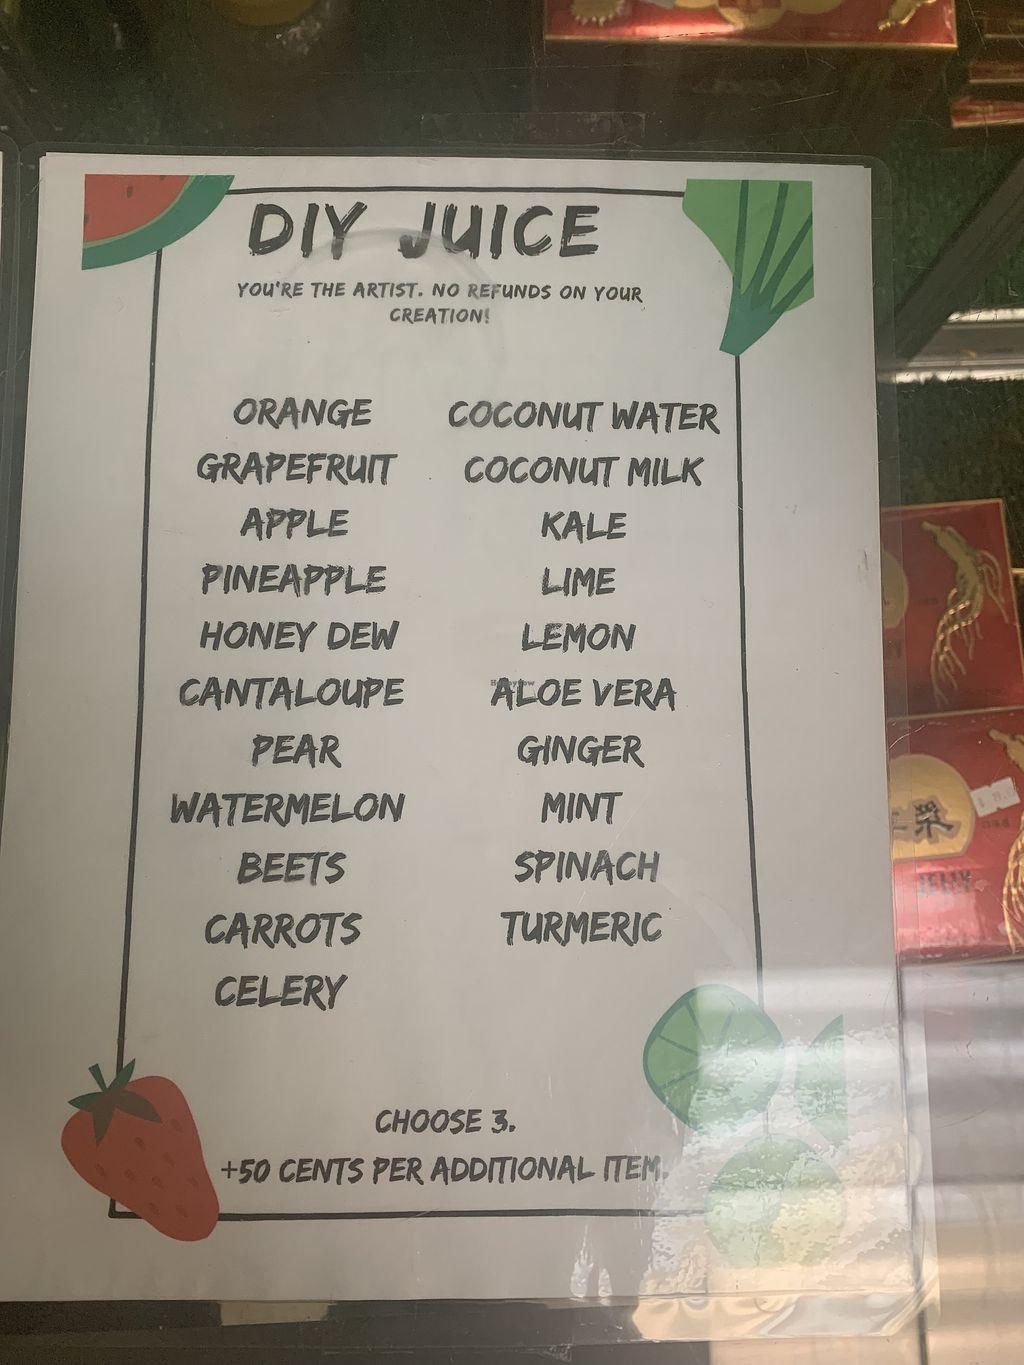 DIY JUICE
YOU'RE THE ARTIST. NO REFUNDS ON YOUR
CREATION!
ORANGE
GRAPEFRUIT
APPLE
PINEAPPLE
HONEY DEW
CANTALOUPE
PEAR
WATERMELON
BEETS
CARROTS
CELERY
COCONUT WATER
COCONUT MILK
KALE
LIME
LEMON
ALOE VERA
GINGER
MINT
SPINACH
TURMERIC
CHOOSE 3.
+50 CENTS PER ADDITIONAL ITEM.
JELLY